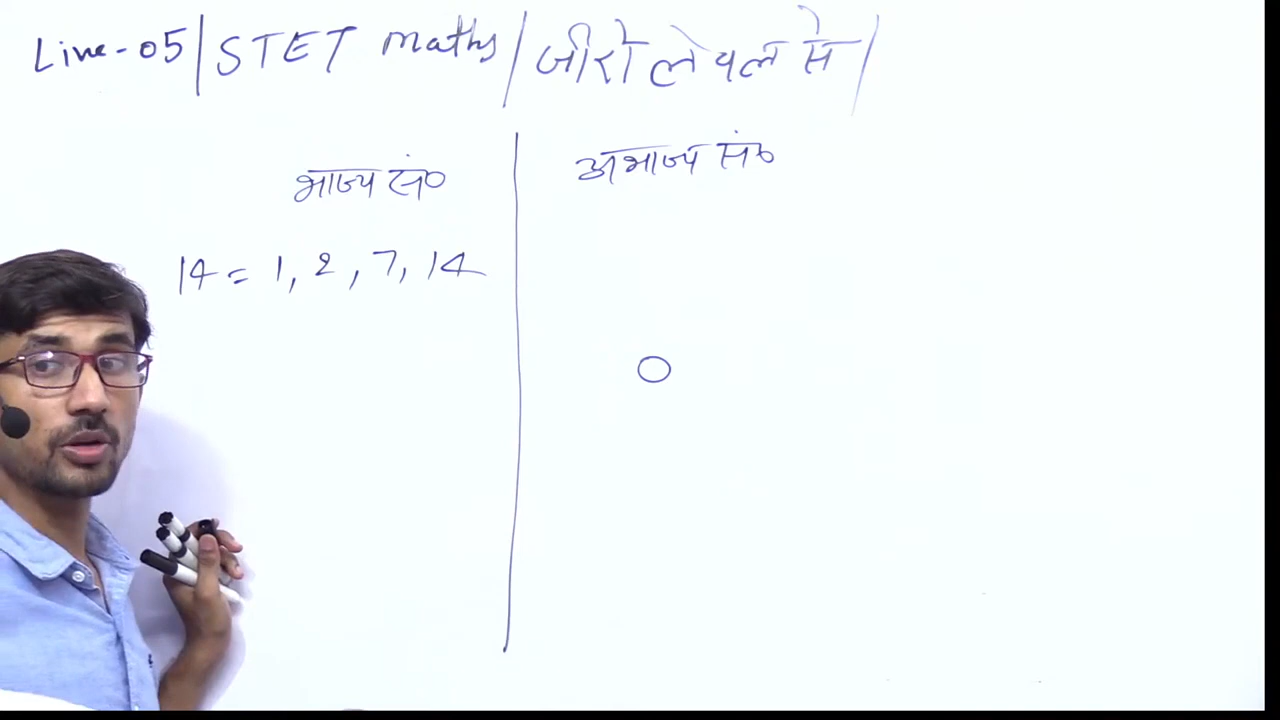 Live-05/STET maths/जीरो लेवल से/
भाज्य सं०
अभाज्य सं०
14 = 1, 2, 7, 14
0